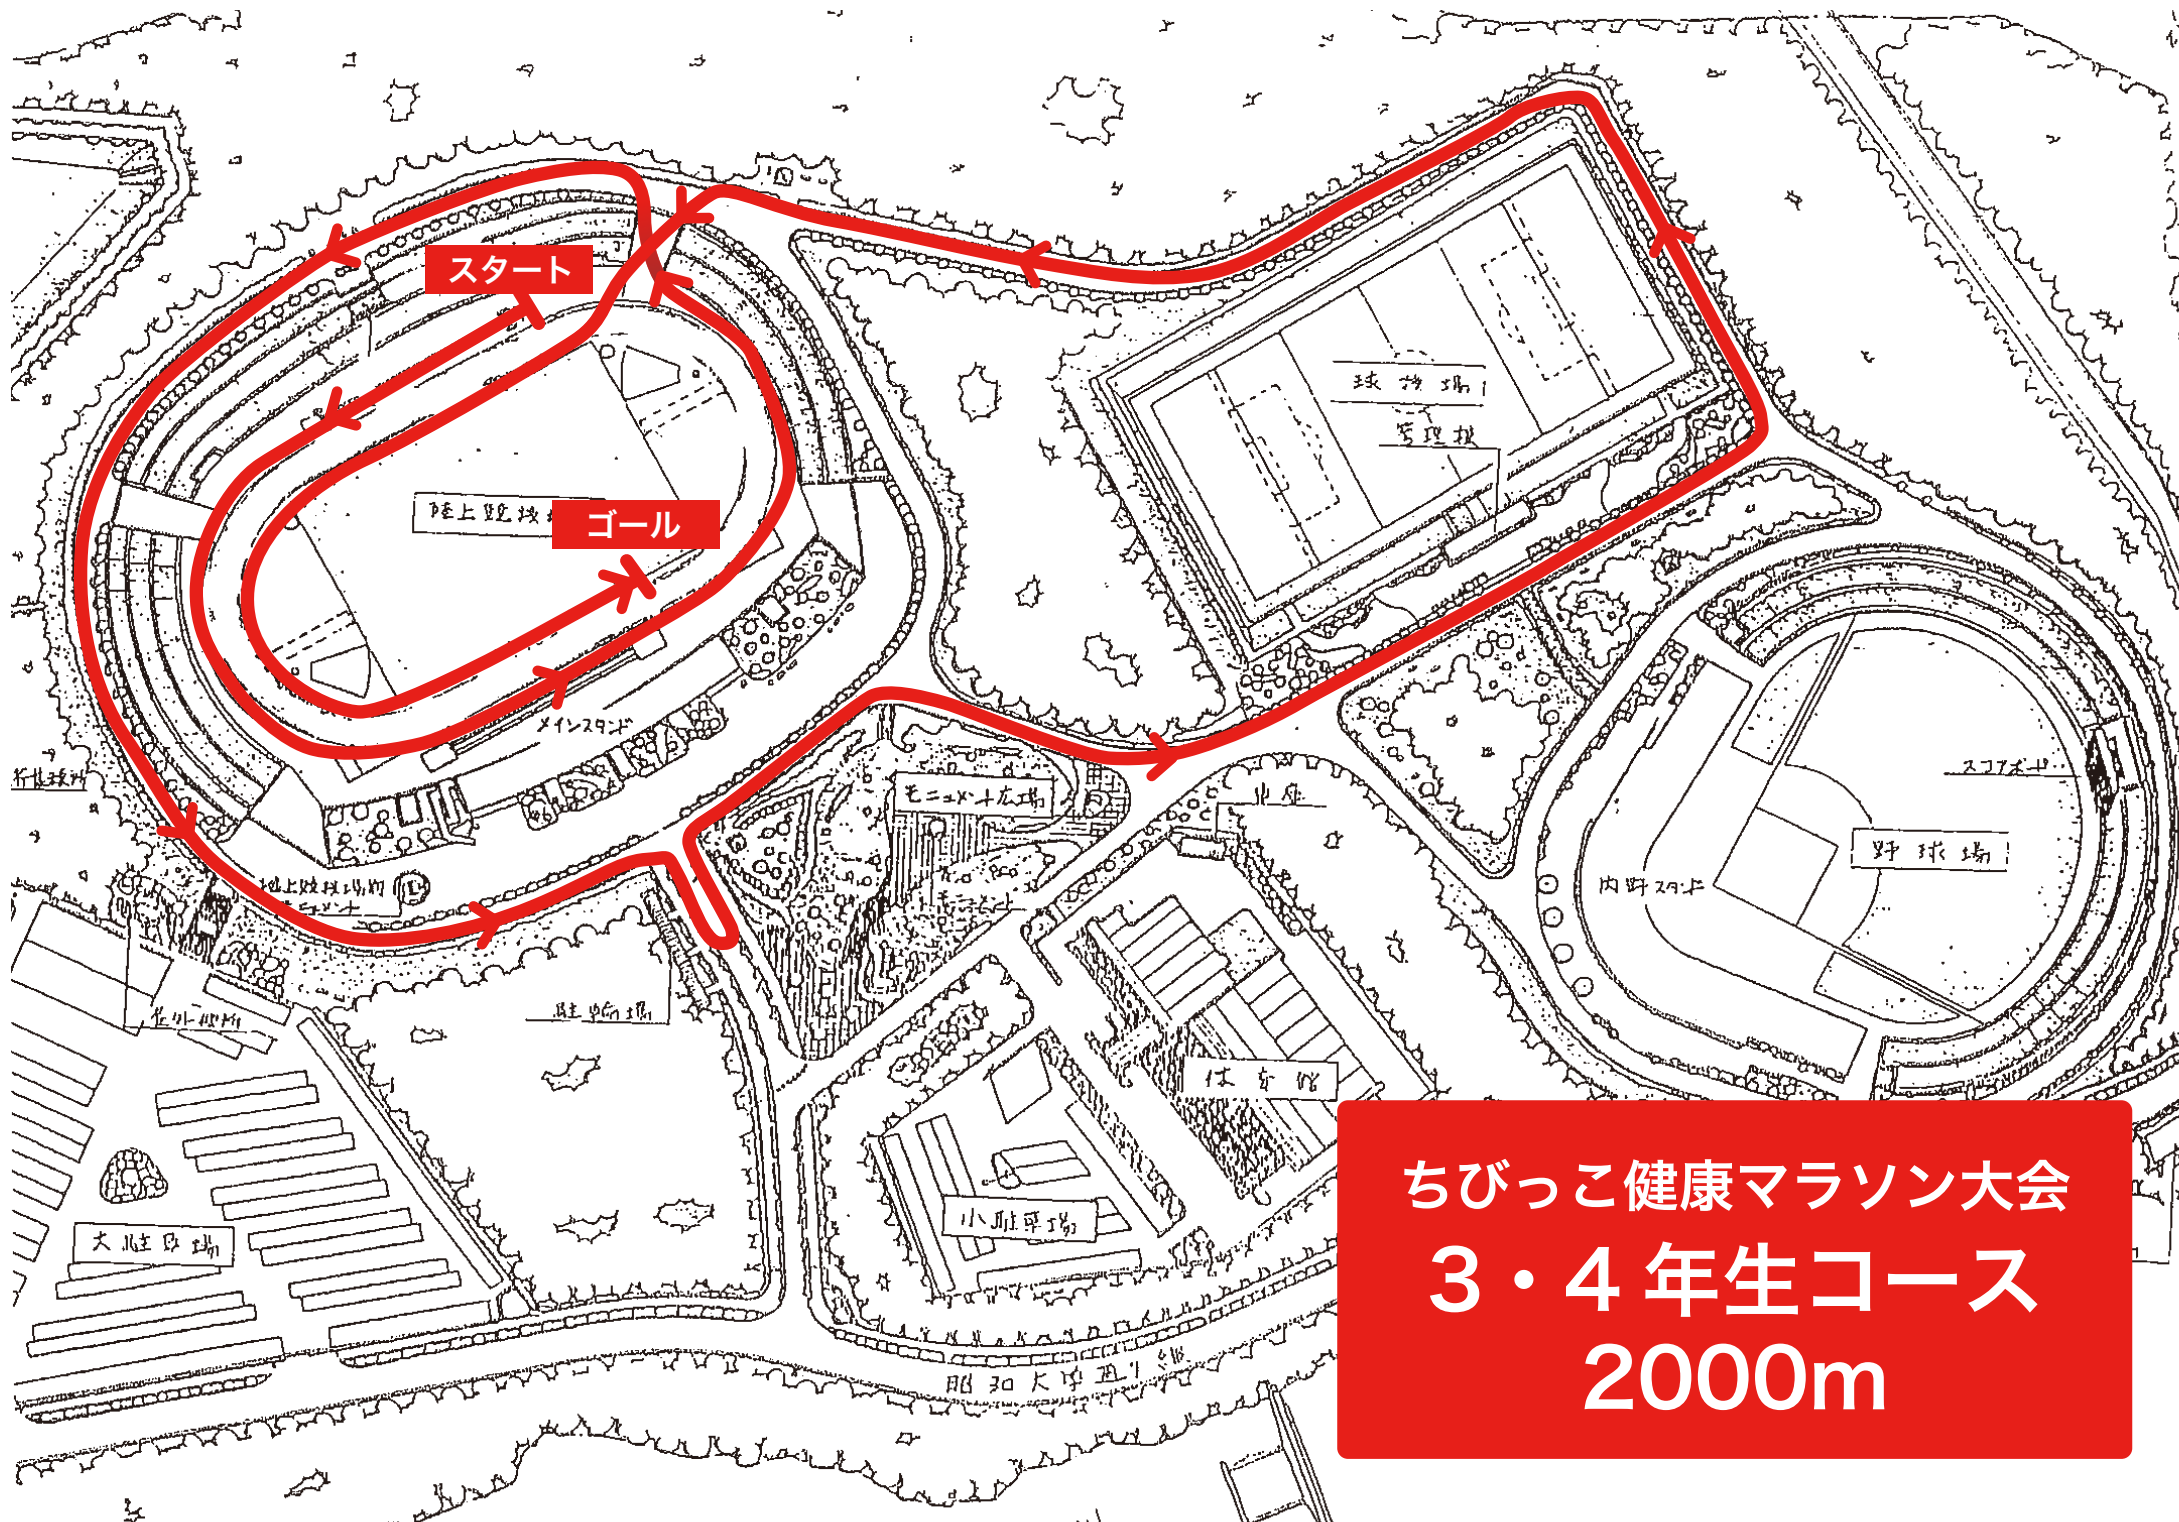 スタート
球技場
管理棟
陸上競技
ゴール
メインスタンド
モニュメント広場
スコアボード
野球場
内野スタンド
駐輪場
体育館
小駐車場
大駐車場
ちびっこ健康マラソン大会
3・4年生コース
2000m